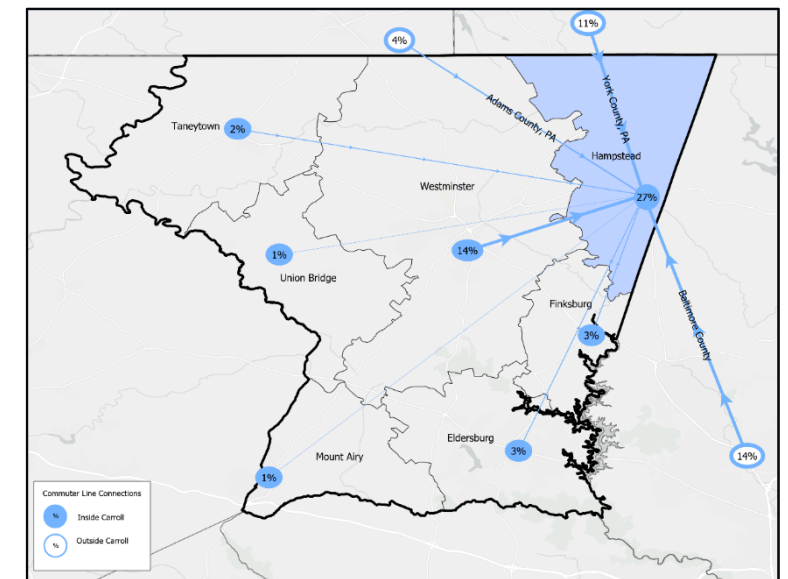 11%
4%
York County, PA
Adams County, PA
Taneytown
2%
Hampstead
Westminster
27%
14%
1%
Union Bridge
Finksburg
Baltimore County
3%
Eldersburg
3%
14%
Mount Airy
1%
Commuter Line Connections
% Inside Carroll
% Outside Carroll